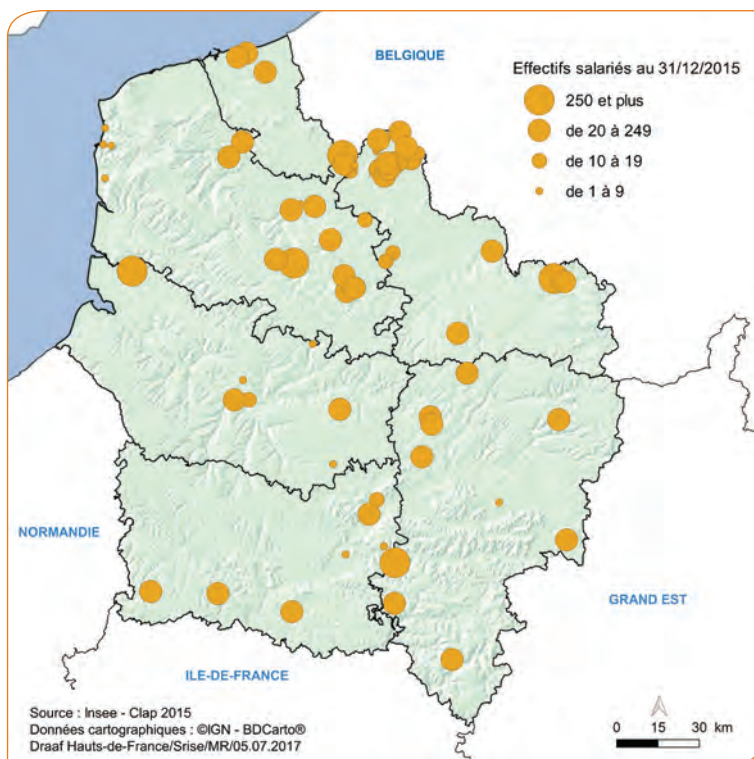 BELGIQUE
Effectifs salariés au 31/12/2015
250 et plus
de 20 à 249
de 10 à 19
de 1 à 9
NORMANDIE
GRAND EST
ILE-DE-FRANCE
Source : Insee - Clap 2015
Données cartographiques : ©IGN - BDCarto®
Draaf Hauts-de-France/Srise/MR/05.07.2017
0 15 30 km